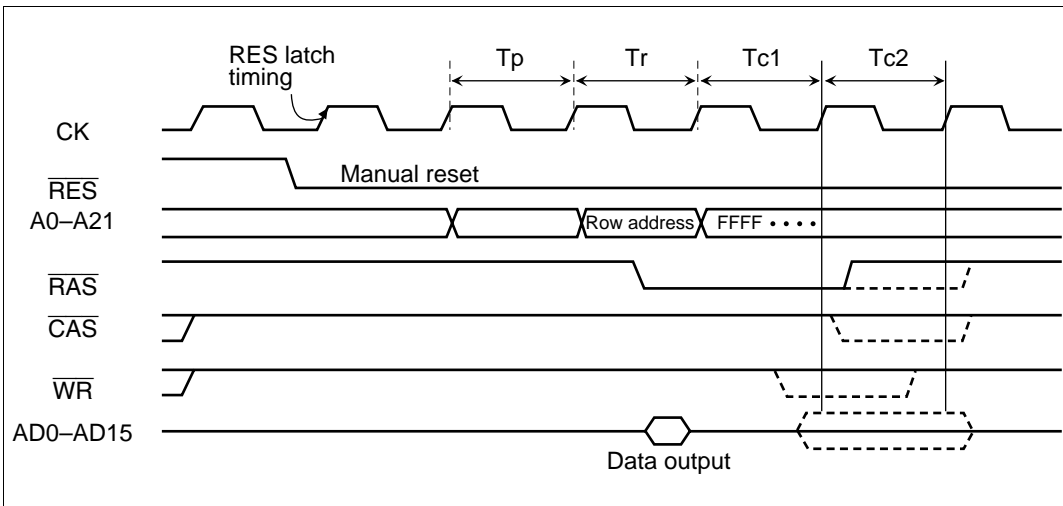 RES latch
timing
Tp
Tr
Tc1
Tc2
CK
RES
Manual reset
A0–A21
Row address
FFFF • • • •
RAS
CAS
WR
AD0–AD15
Data output